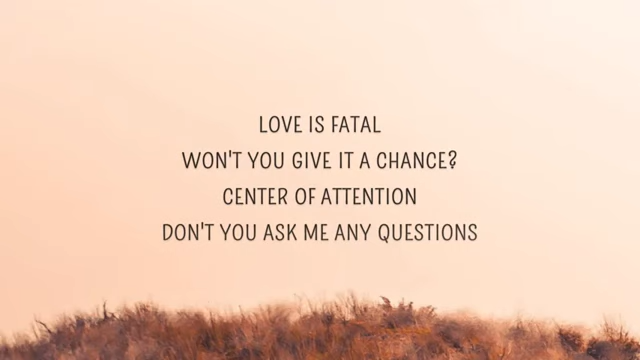 LOVE IS FATAL
WON'T YOU GIVE IT A CHANCE?
CENTER OF ATTENTION
DON'T YOU ASK ME ANY QUESTIONS